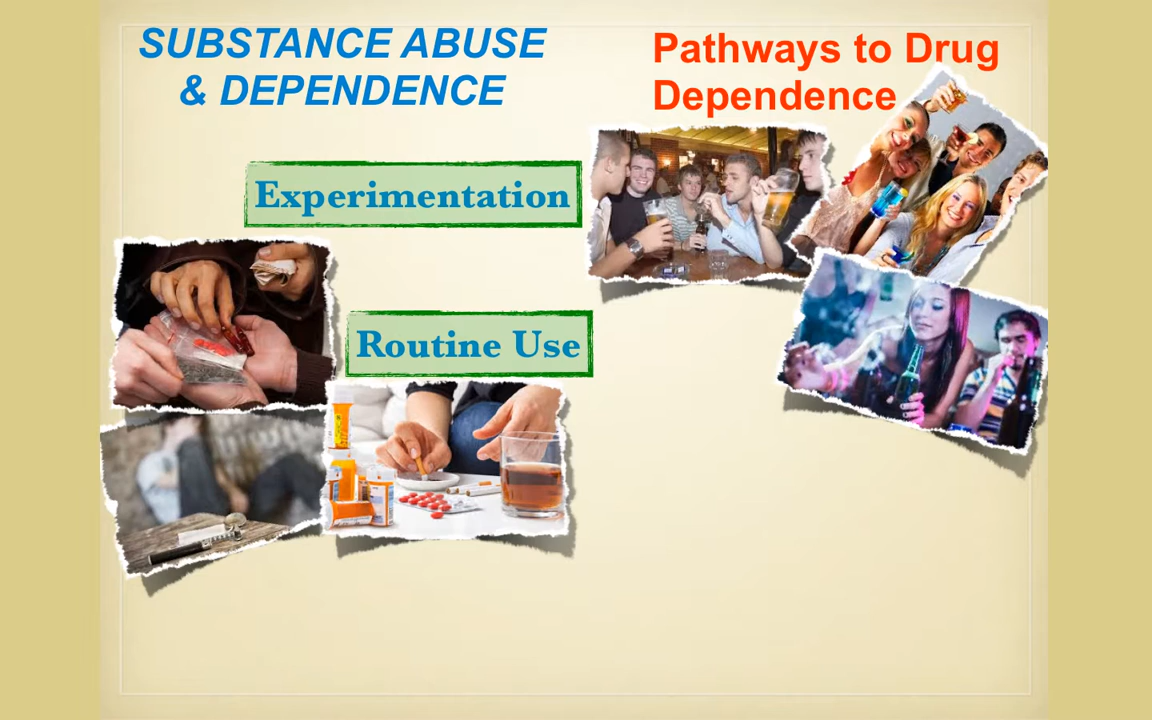 SUBSTANCE ABUSE
& DEPENDENCE
Pathways to Drug
Dependence
Experimentation
Routine Use